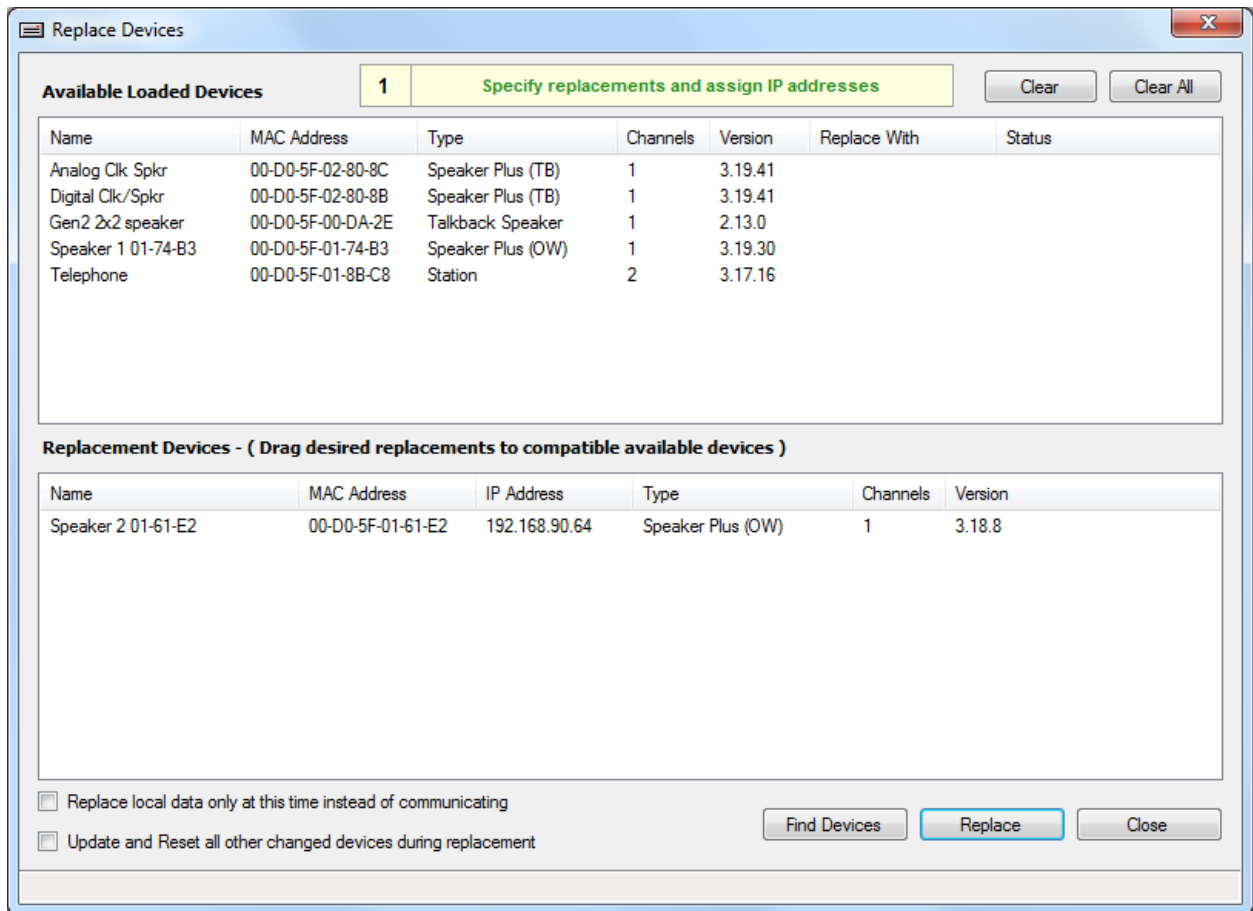 Replace Devices
Available Loaded Devices
1 Specify replacements and assign IP addresses
Clear Clear All
Name MAC Address Type Channels Version Replace With Status
Analog Clk Spkr 00-D0-5F-02-80-8C Speaker Plus (TB) 1 3.19.41
Digital Clk/Spkr 00-D0-5F-02-80-8B Speaker Plus (TB) 1 3.19.41
Gen2 2x2 speaker 00-D0-5F-00-DA-2E Talkback Speaker 1 2.13.0
Speaker 1 01-74-B3 00-D0-5F-01-74-B3 Speaker Plus (OW) 1 3.19.30
Telephone 00-D0-5F-01-8B-C8 Station 2 3.17.16
Replacement Devices - ( Drag desired replacements to compatible available devices )
Name MAC Address IP Address Type Channels Version
Speaker 2 01-61-E2 00-D0-5F-01-61-E2 192.168.90.64 Speaker Plus (OW) 1 3.18.8
Replace local data only at this time instead of communicating
Update and Reset all other changed devices during replacement
Find Devices Replace Close